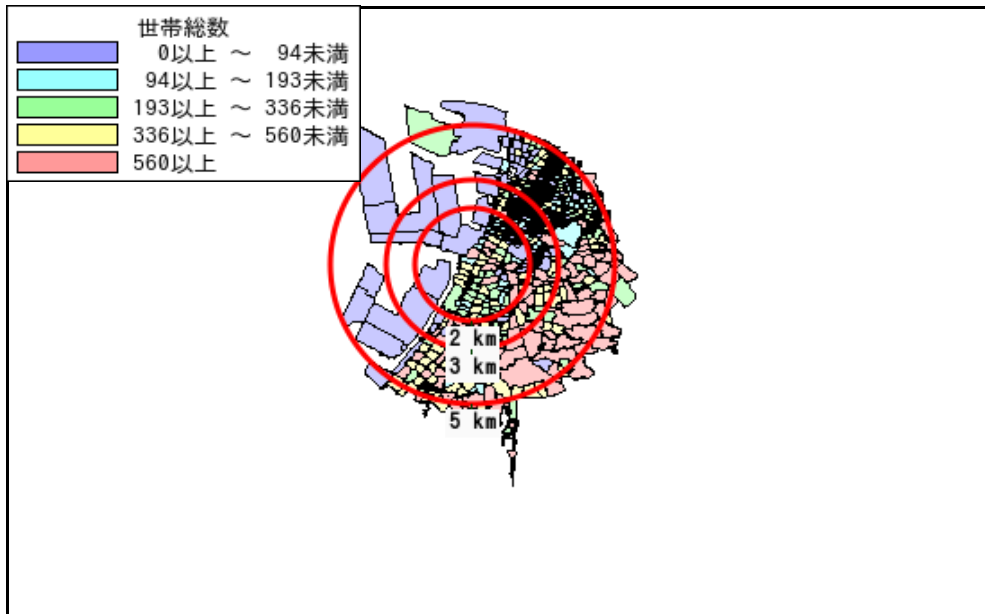 世帯総数
0以上 ～ 94未満
94以上 ～ 193未満
193以上 ～ 336未満
336以上 ～ 560未満
560以上
2 km
3 km
5 km